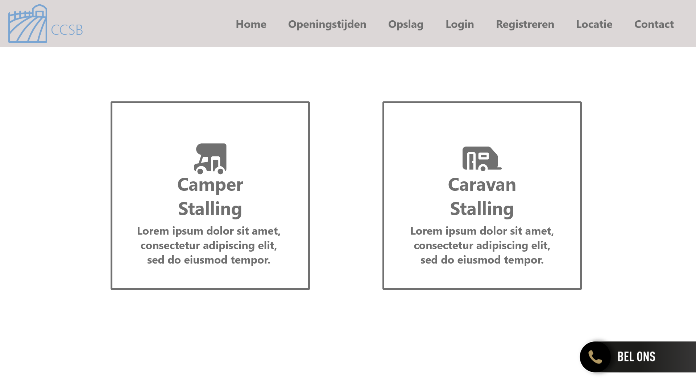 CCSB
Home Openingstijden Opslag Login Registreren Locatie Contact
Camper
Stalling
Lorem ipsum dolor sit amet,
consectetur adipiscing elit,
sed do eiusmod tempor.
Caravan
Stalling
Lorem ipsum dolor sit amet,
consectetur adipiscing elit,
sed do eiusmod tempor.
BEL ONS